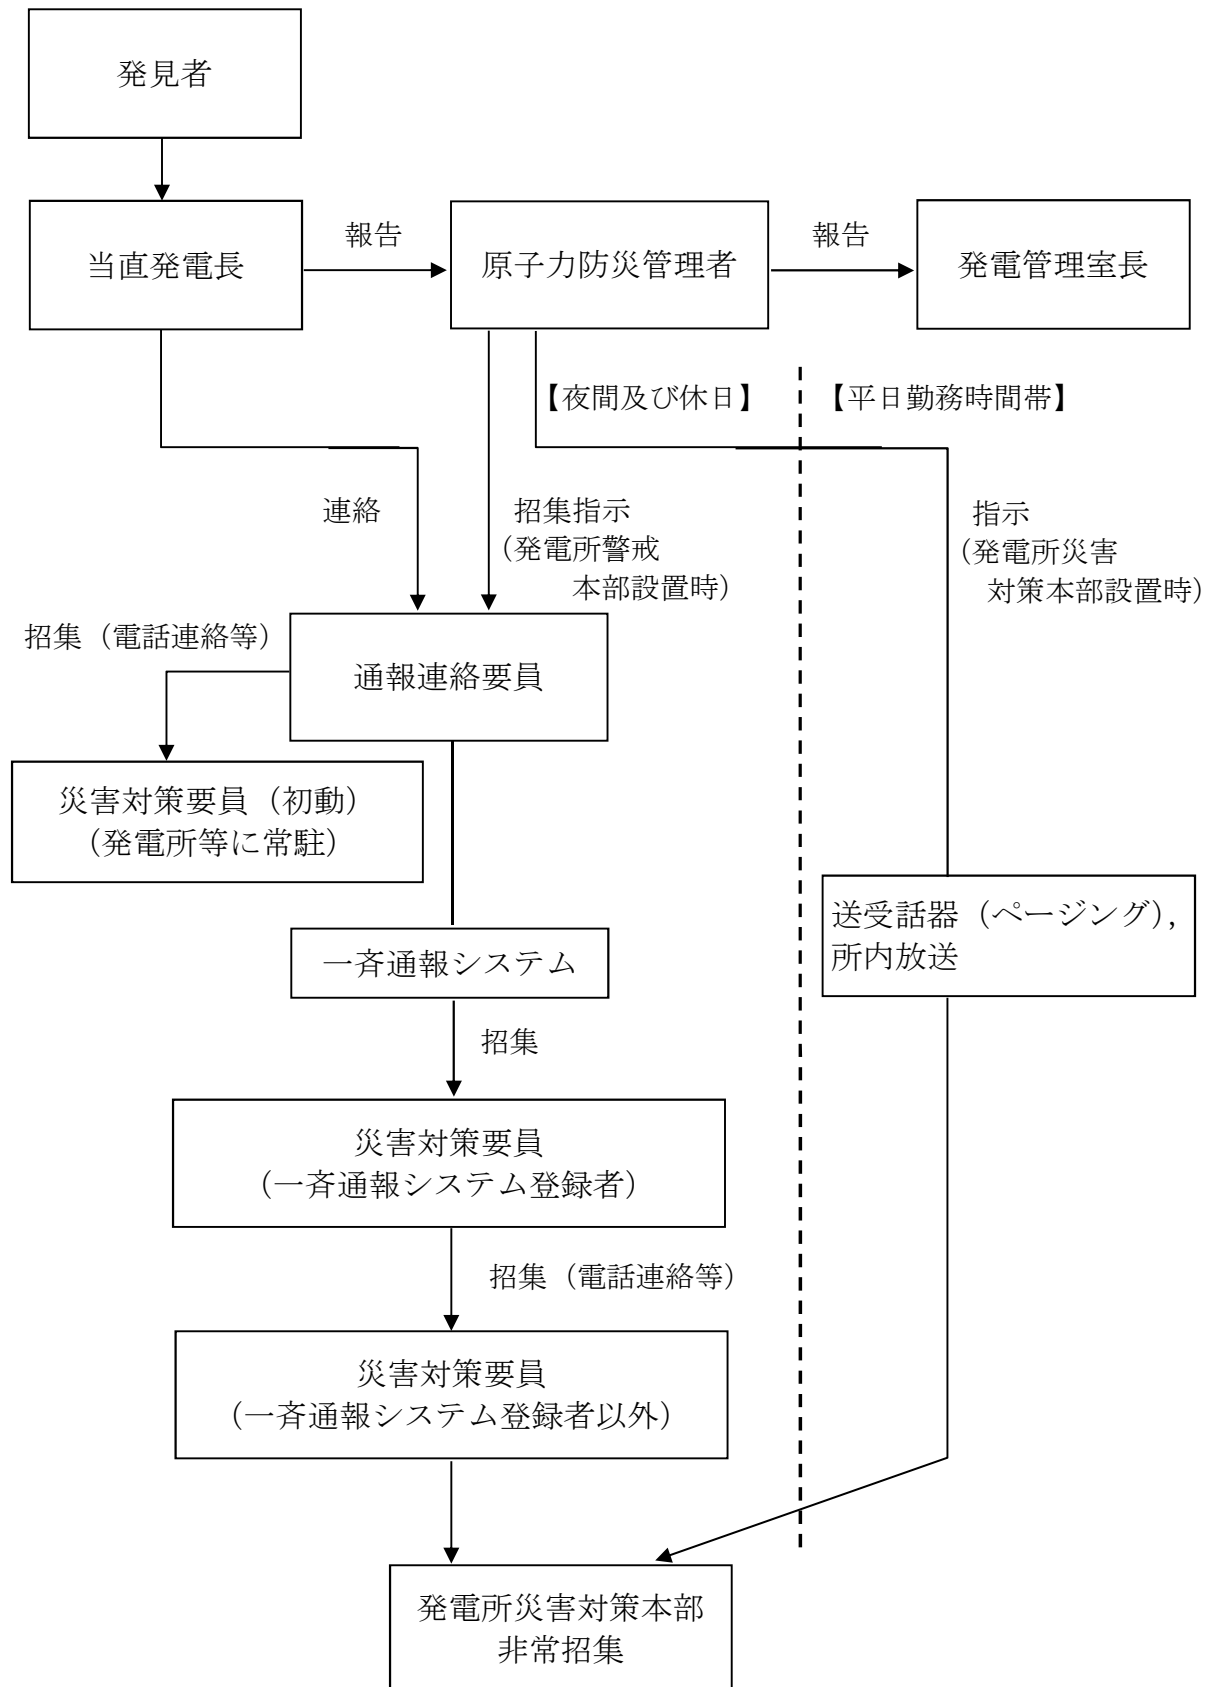 発見者
報告
報告
当直発電長
原子力防災管理者
発電管理室長
【夜間及び休日】
【平日勤務時間帯】
連絡
招集指示
（発電所警戒
本部設置時）
指示
（発電所災害
対策本部設置時）
招集（電話連絡等）
通報連絡要員
災害対策要員（初動）
（発電所等に常駐）
送受話器（ページング），
所内放送
一斉通報システム
招集
災害対策要員
（一斉通報システム登録者）
招集（電話連絡等）
災害対策要員
（一斉通報システム登録者以外）
発電所災害対策本部
非常招集